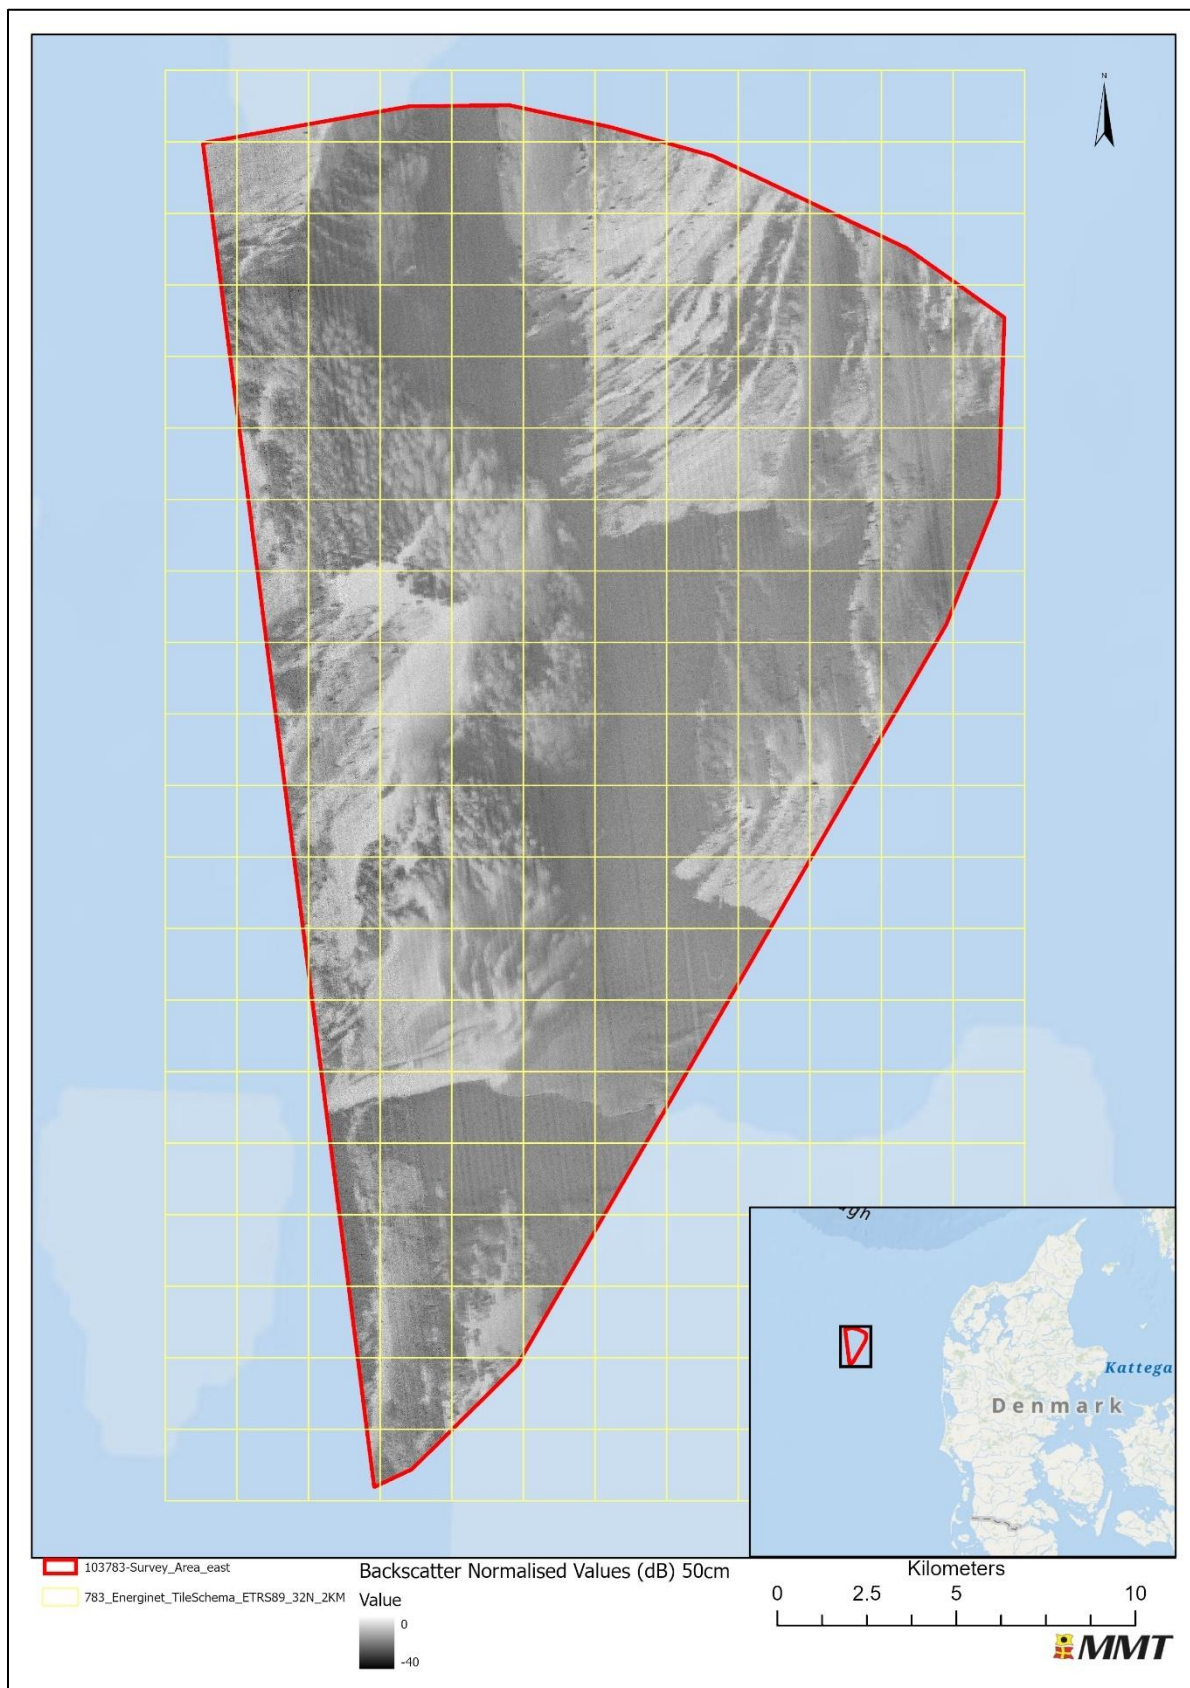 N
ugh
Kattega
Denmark
103783-Survey_Area_east
783_Energinet_TileSchema_ETRS89_32N_2KM
Backscatter Normalised Values (dB) 50cm
Value
0
-40
Kilometers
0 2.5 5 10
MMT